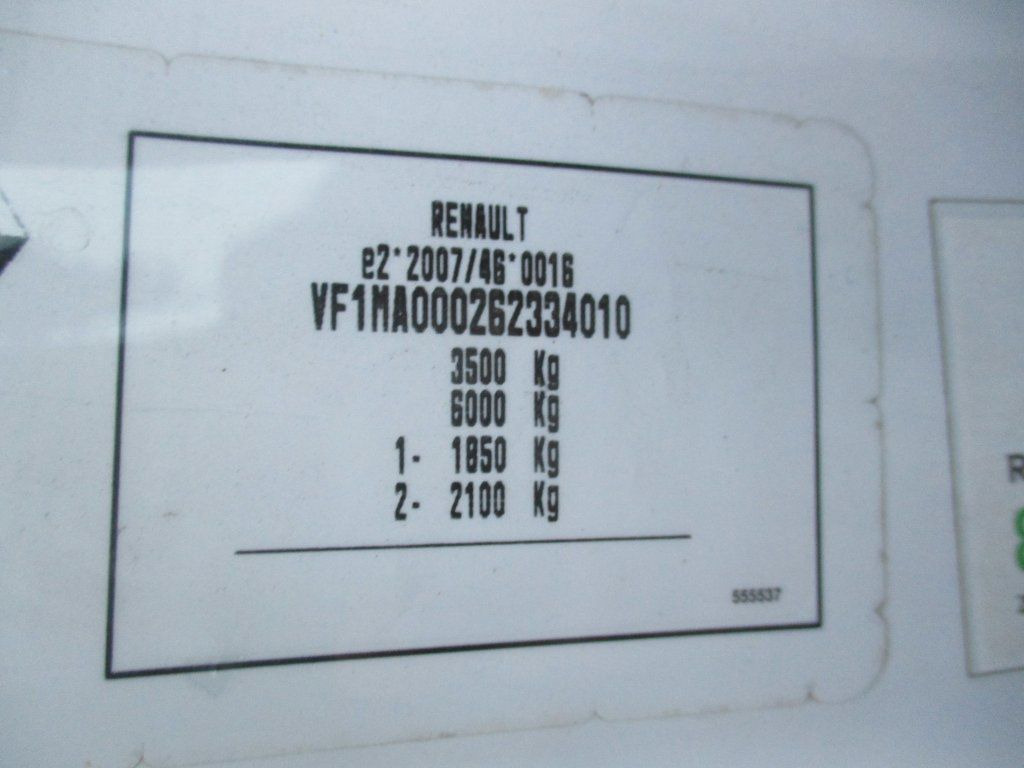 RENAULT
e2*2007/46*0016
VF1MA000262334010
3500 Kg
6000 Kg
1- 1850 Kg
2- 2100 Kg
555537
R